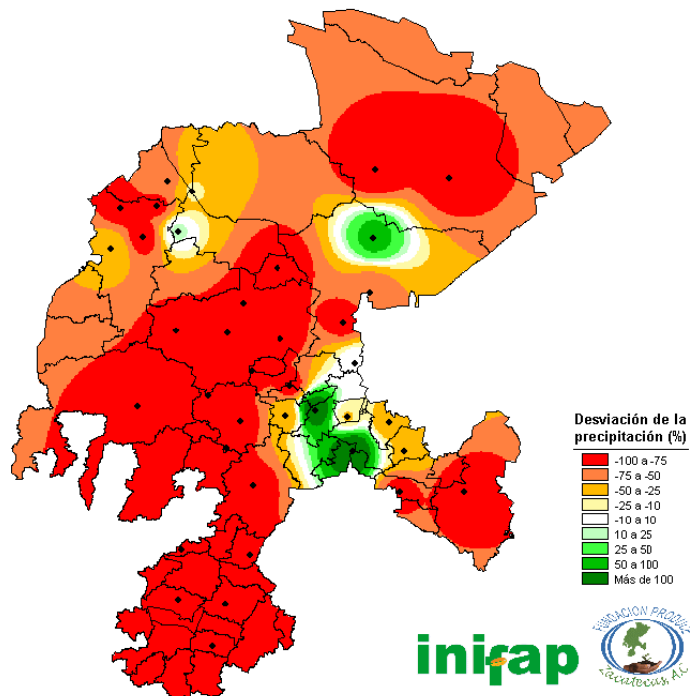 Desviación de la
precipitación (%)
-100 a -75
-75 a -50
-50 a -25
-25 a -10
-10 a 10
10 a 25
25 a 50
50 a 100
Más de 100
inifap
FUNDACION PRODUCE
Zacatecas, A.C.